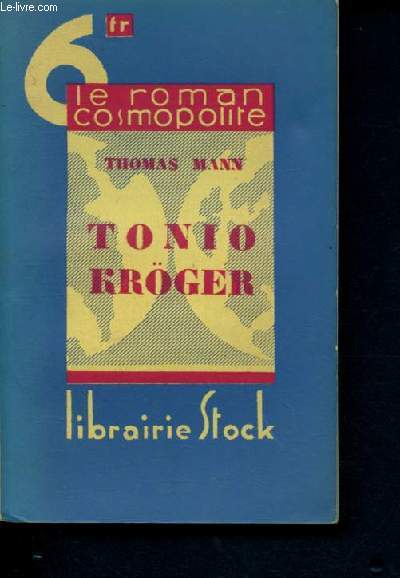 Le-livre.com
6 fr
le roman
cosmopolite
THOMAS MANN
TONIO
KRÖGER
librairie Stock